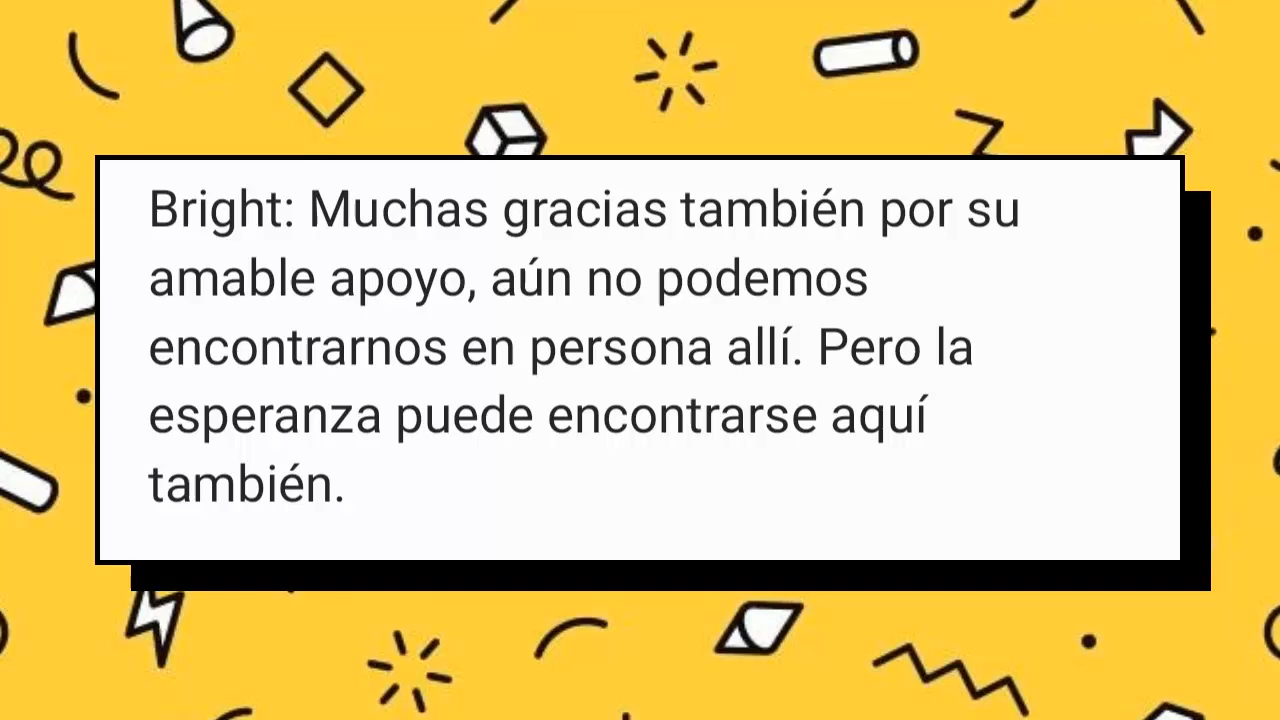 Bright: Muchas gracias también por su
amable apoyo, aún no podemos
encontrarnos en persona allí. Pero la
esperanza puede encontrarse aquí
también.